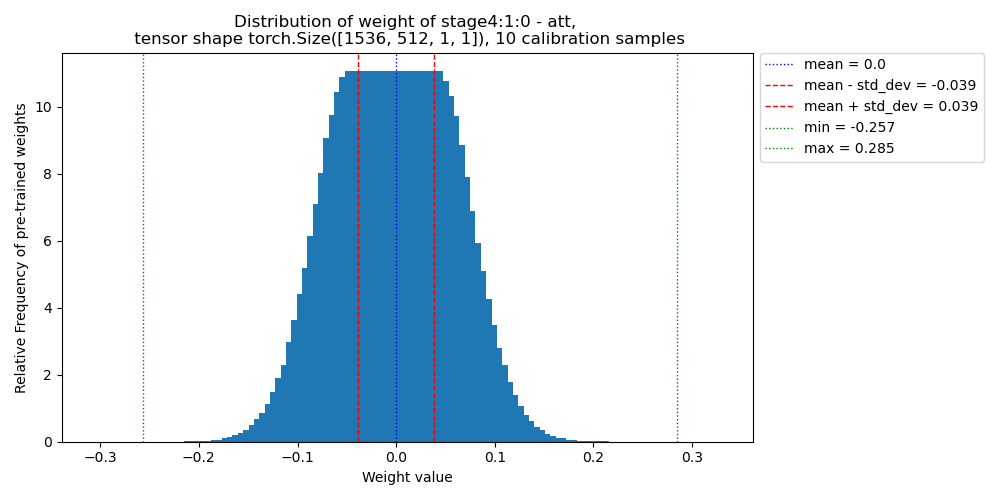 Distribution of weight of stage4:1:0 - att,
tensor shape torch.Size([1536, 512, 1, 1]), 10 calibration samples
mean = 0.0
mean - std_dev = -0.039
mean + std_dev = 0.039
min = -0.257
max = 0.285
Relative Frequency of pre-trained weights
10
8
6
4
2
0
−0.3 −0.2 −0.1 0.0 0.1 0.2 0.3
Weight value